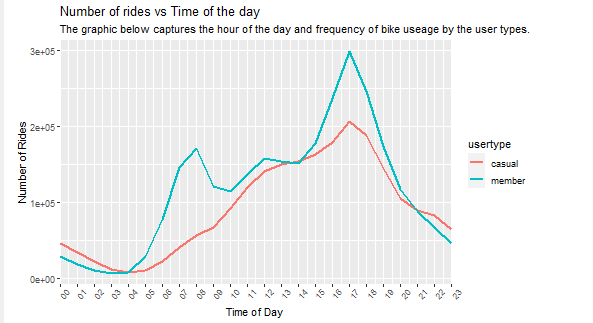 Number of rides vs Time of the day
The graphic below captures the hour of the day and frequency of bike useage by the user types.
3e+05
2e+05
1e+05
0e+00
Number of Rides
00 01 02 03 04 05 06 07 08 09 10 11 12 13 14 15 16 17 18 19 20 21 22 23
Time of Day
usertype
casual
member